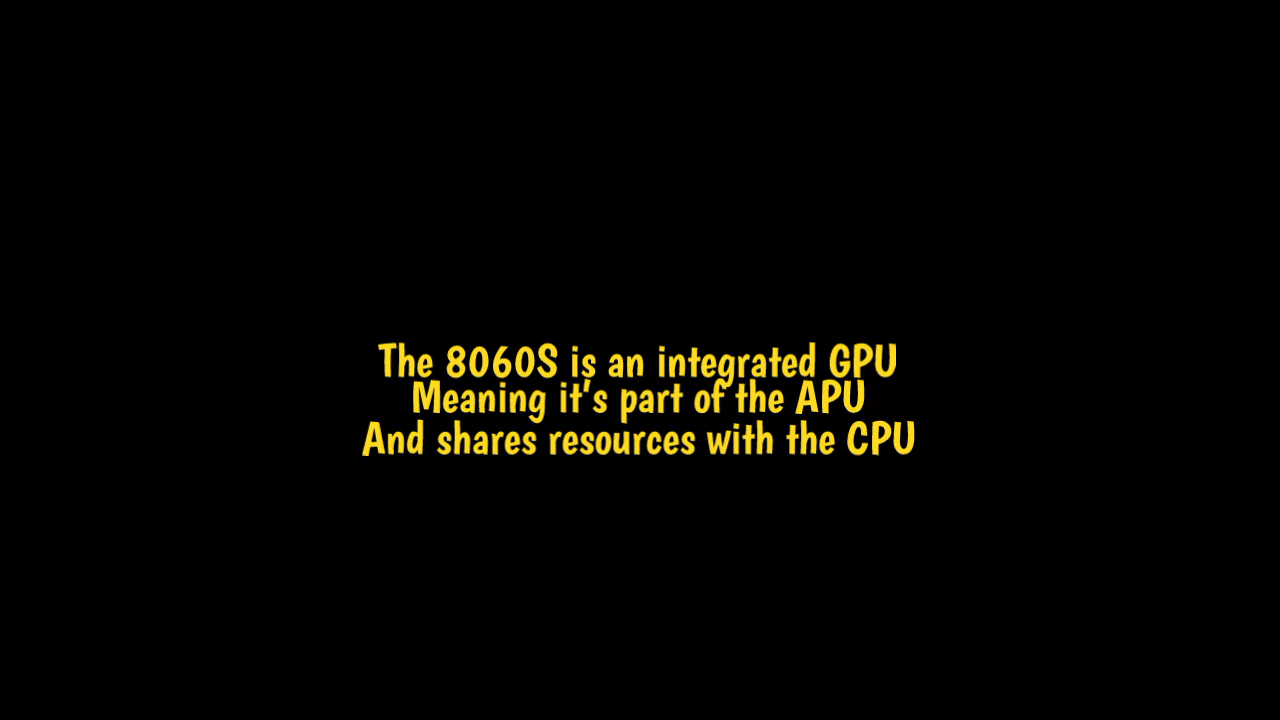 The 8060S is an integrated GPU
Meaning it's part of the APU
And shares resources with the CPU